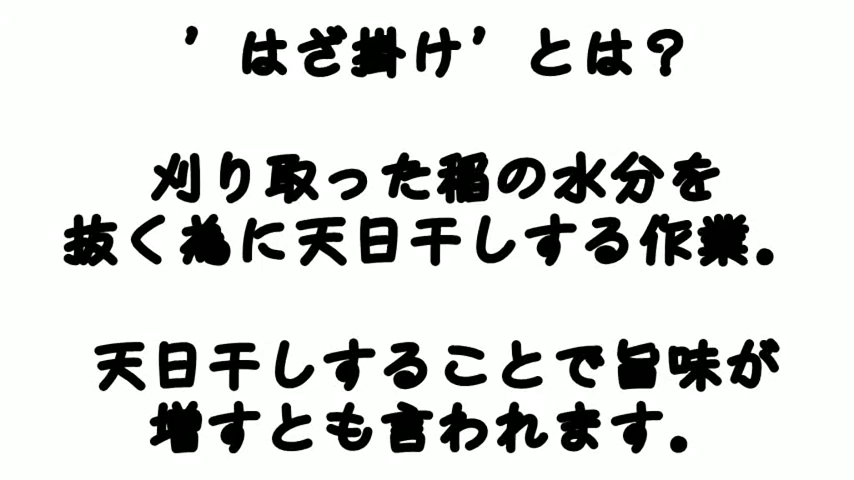 ’はざ掛け’とは？
刈り取った稲の水分を
抜く為に天日干しする作業．
天日干しすることで旨味が
増すとも言われます．